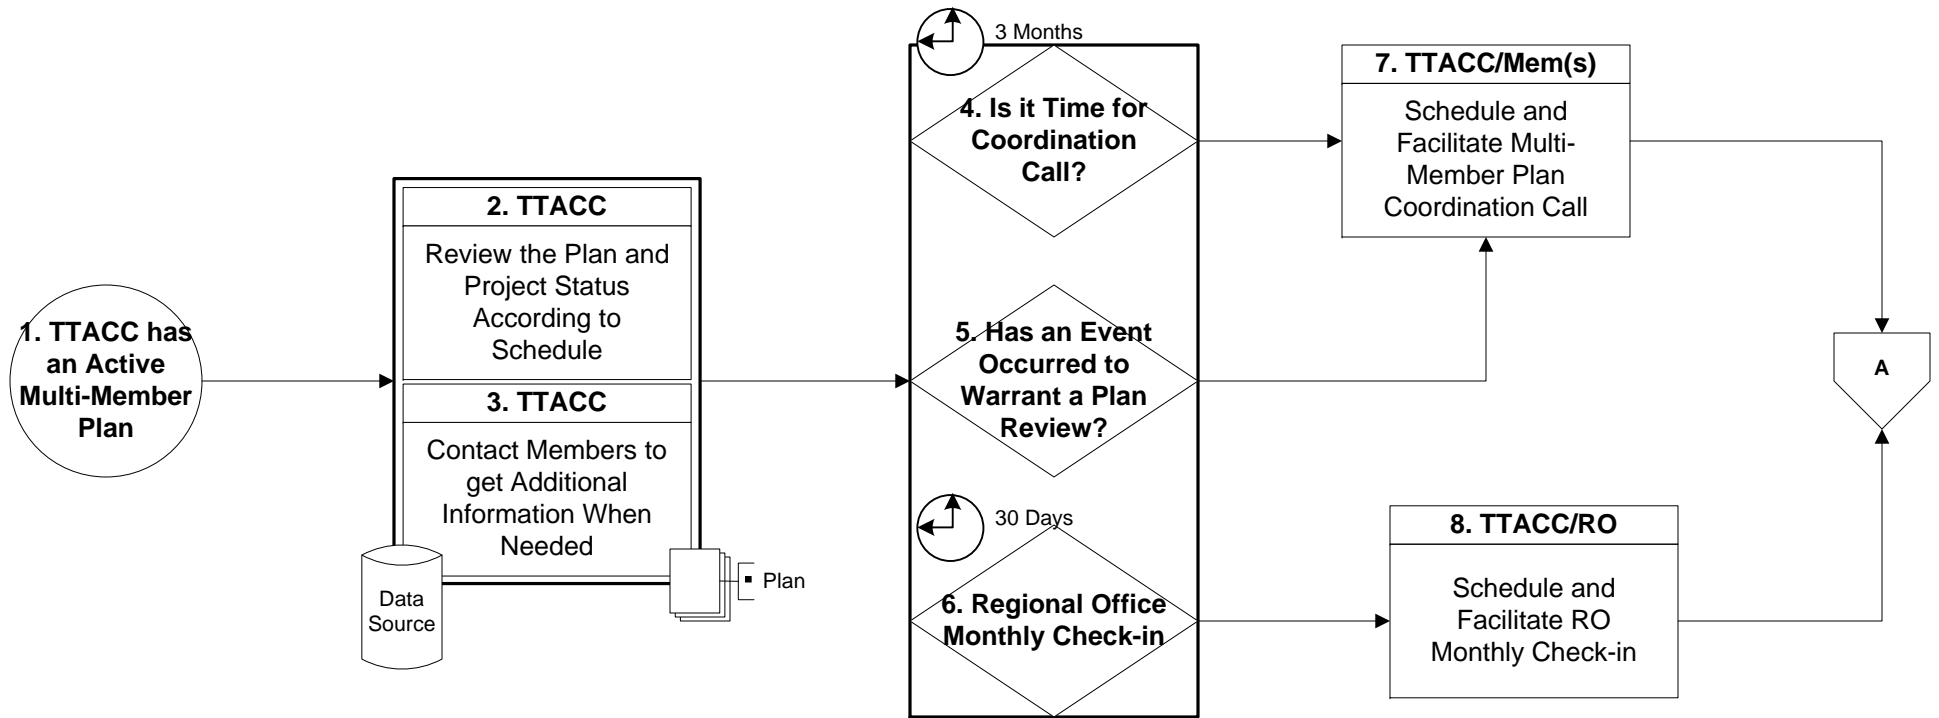 1. TTACC has
an Active
Multi-Member
Plan
2. TTACC
Review the Plan and
Project Status
According to
Schedule
3. TTACC
Contact Members to
get Additional
Information When
Needed
Data
Source
Plan
3 Months
4. Is it Time for
Coordination
Call?
5. Has an Event
Occurred to
Warrant a Plan
Review?
30 Days
6. Regional Office
Monthly Check-in
7. TTACC/Mem(s)
Schedule and
Facilitate Multi-
Member Plan
Coordination Call
8. TTACC/RO
Schedule and
Facilitate RO
Monthly Check-in
A